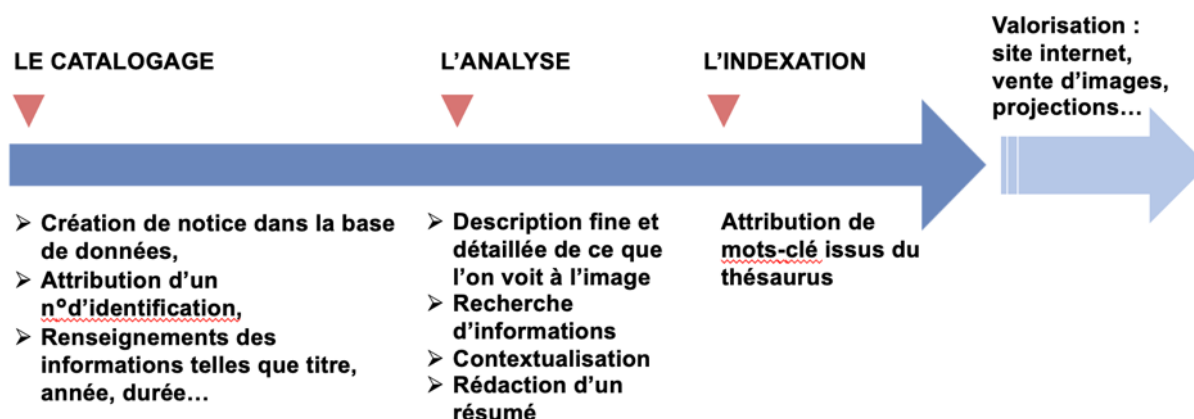 LE CATALOGAGE
L'ANALYSE
L'INDEXATION
Valorisation :
site internet,
vente d'images,
projections…
➢ Création de notice dans la base
de données,
➢ Attribution d'un
n°d'identification,
➢ Renseignements des
informations telles que titre,
année, durée…
➢ Description fine et
détaillée de ce que
l'on voit à l'image
➢ Recherche
d'informations
➢ Contextualisation
➢ Rédaction d'un
résumé
Attribution de
mots-clé issus du
thésaurus